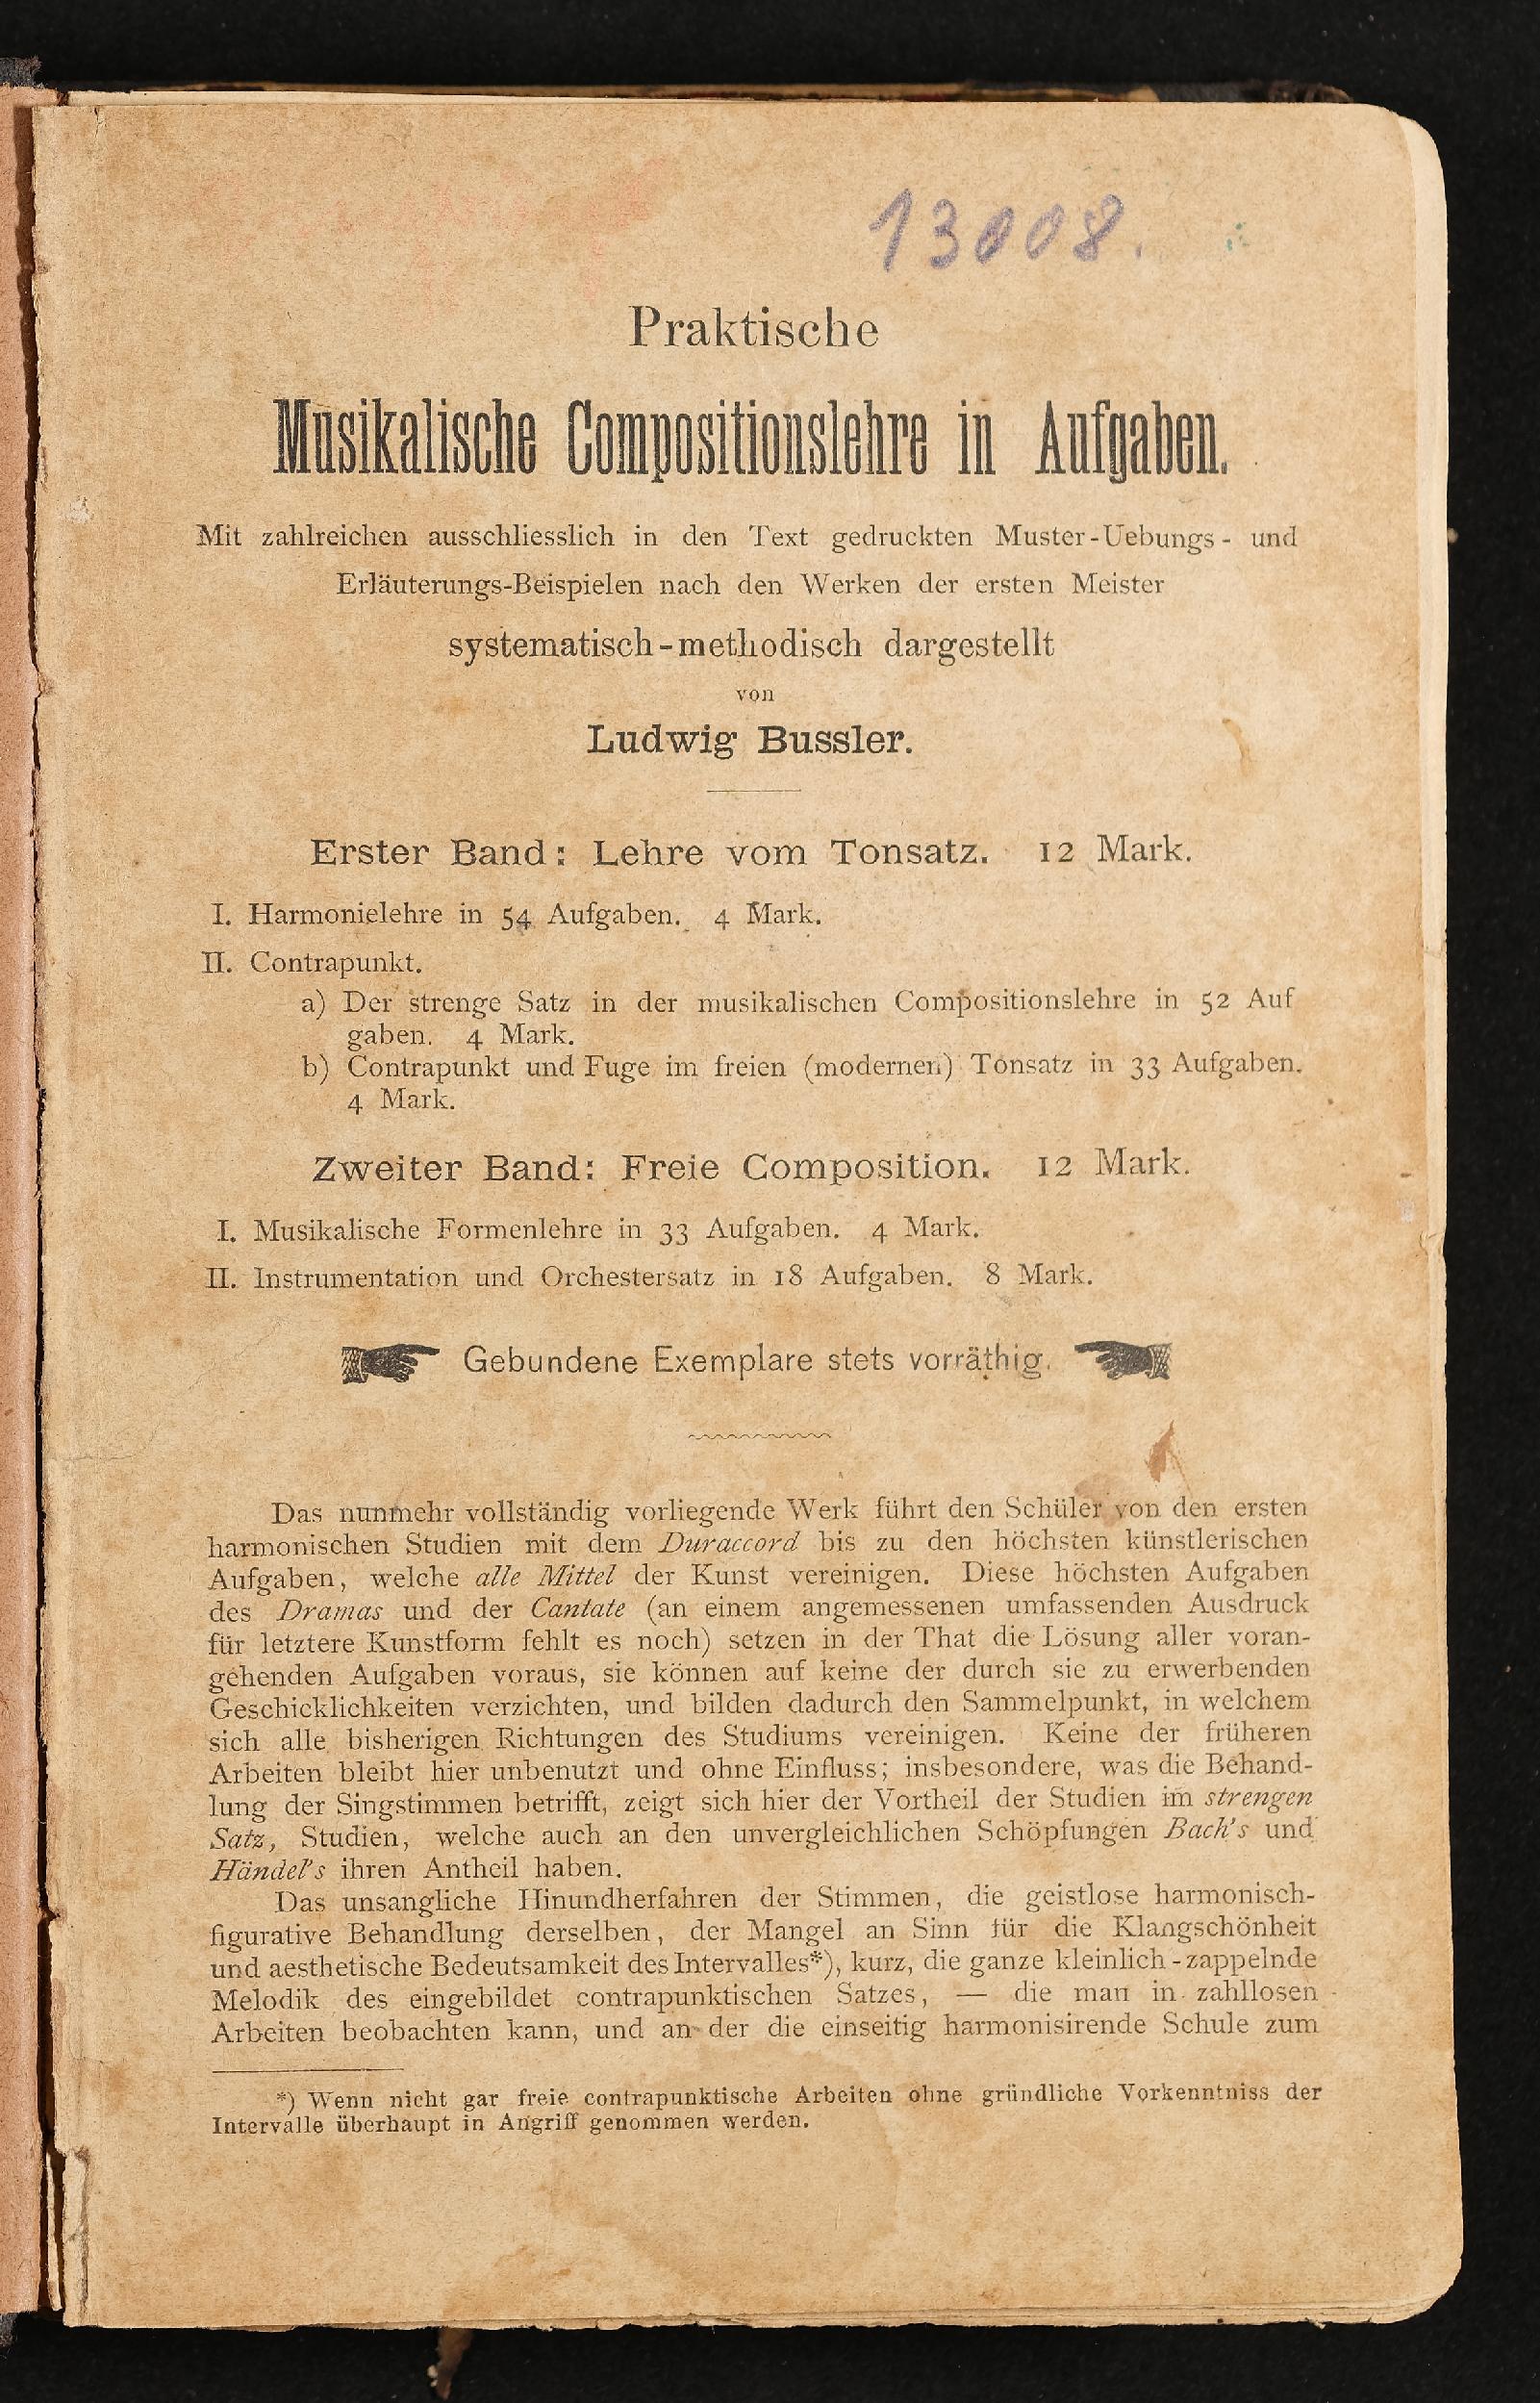 13008.
Praktische
Musikalische Compositionslehre in Aufgaben.
Mit zahlreichen ausschliesslich in den Text gedruckten Muster-Uebungs- und
Erläuterungs-Beispielen nach den Werken der ersten Meister
systematisch-methodisch dargestellt
von
Ludwig Bussler.
Erster Band: Lehre vom Tonsatz. 12 Mark.
I. Harmonielehre in 54 Aufgaben. 4 Mark.
II. Contrapunkt.
a) Der strenge Satz in der musikalischen Compositionslehre in 52 Auf
gaben. 4 Mark.
b) Contrapunkt und Fuge im freien (modernen) Tonsatz in 33 Aufgaben.
4 Mark.
Zweiter Band: Freie Composition. 12 Mark.
I. Musikalische Formenlehre in 33 Aufgaben. 4 Mark.
II. Instrumentation und Orchestersatz in 18 Aufgaben. 8 Mark.
Gebundene Exemplare stets vorräthig.
Das nunmehr vollständig vorliegende Werk führt den Schüler von den ersten
harmonischen Studien mit dem Duraccord bis zu den höchsten künstlerischen
Aufgaben, welche alle Mittel der Kunst vereinigen. Diese höchsten Aufgaben
des Dramas und der Cantate (an einem angemessenen umfassenden Ausdruck
für letztere Kunstform fehlt es noch) setzen in der That die Lösung aller voran-
gehenden Aufgaben voraus, sie können auf keine der durch sie zu erwerbenden
Geschicklichkeiten verzichten, und bilden dadurch den Sammelpunkt, in welchem
sich alle bisherigen Richtungen des Studiums vereinigen. Keine der früheren
Arbeiten bleibt hier unbenutzt und ohne Einfluss; insbesondere, was die Behand-
lung der Singstimmen betrifft, zeigt sich hier der Vortheil der Studien im strengen
Satz, Studien, welche auch an den unvergleichlichen Schöpfungen Bach's und
Händel's ihren Antheil haben.
Das unsangliche Hinundherfahren der Stimmen, die geistlose harmonisch-
figurative Behandlung derselben, der Mangel an Sinn für die Klangschönheit
und aesthetische Bedeutsamkeit des Intervalles*), kurz, die ganze kleinlich-zappelnde
Melodik des eingebildet contrapunktischen Satzes, — die man in zahllosen
Arbeiten beobachten kann, und an der die einseitig harmonisirende Schule zum
*) Wenn nicht gar freie contrapunktische Arbeiten ohne gründliche Vorkenntniss der
Intervalle überhaupt in Angriff genommen werden.